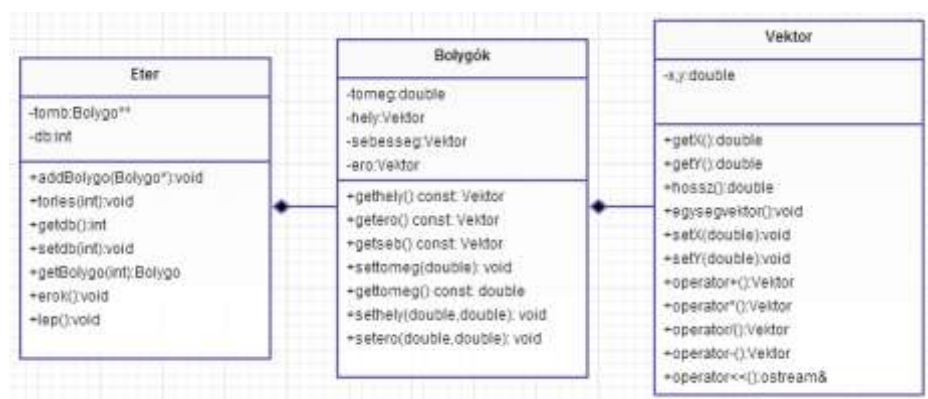 Eter
-tomb:Bolygo**
-db:int
+addBolygo(Bolygo*):void
+torles(int):void
+getdb():int
+setdb(int):void
+getBolygo(int):Bolygo
+erok():void
+lep():void
Bolygók
-tomeg:double
-hely:Vektor
-sebesseg:Vektor
-ero:Vektor
+gethely() const: Vektor
+getero() const: Vektor
+getseb() const: Vektor
+settomeg(double): void
+gettomeg() const: double
+sethely(double,double): void
+setero(double,double): void
Vektor
-x,y:double
+getX():double
+getY():double
+hossz():double
+egysegvektor():void
+setX(double):void
+setY(double):void
+operator+():Vektor
+operator*():Vektor
+operator/():Vektor
+operator-():Vektor
+operator<<():ostream&